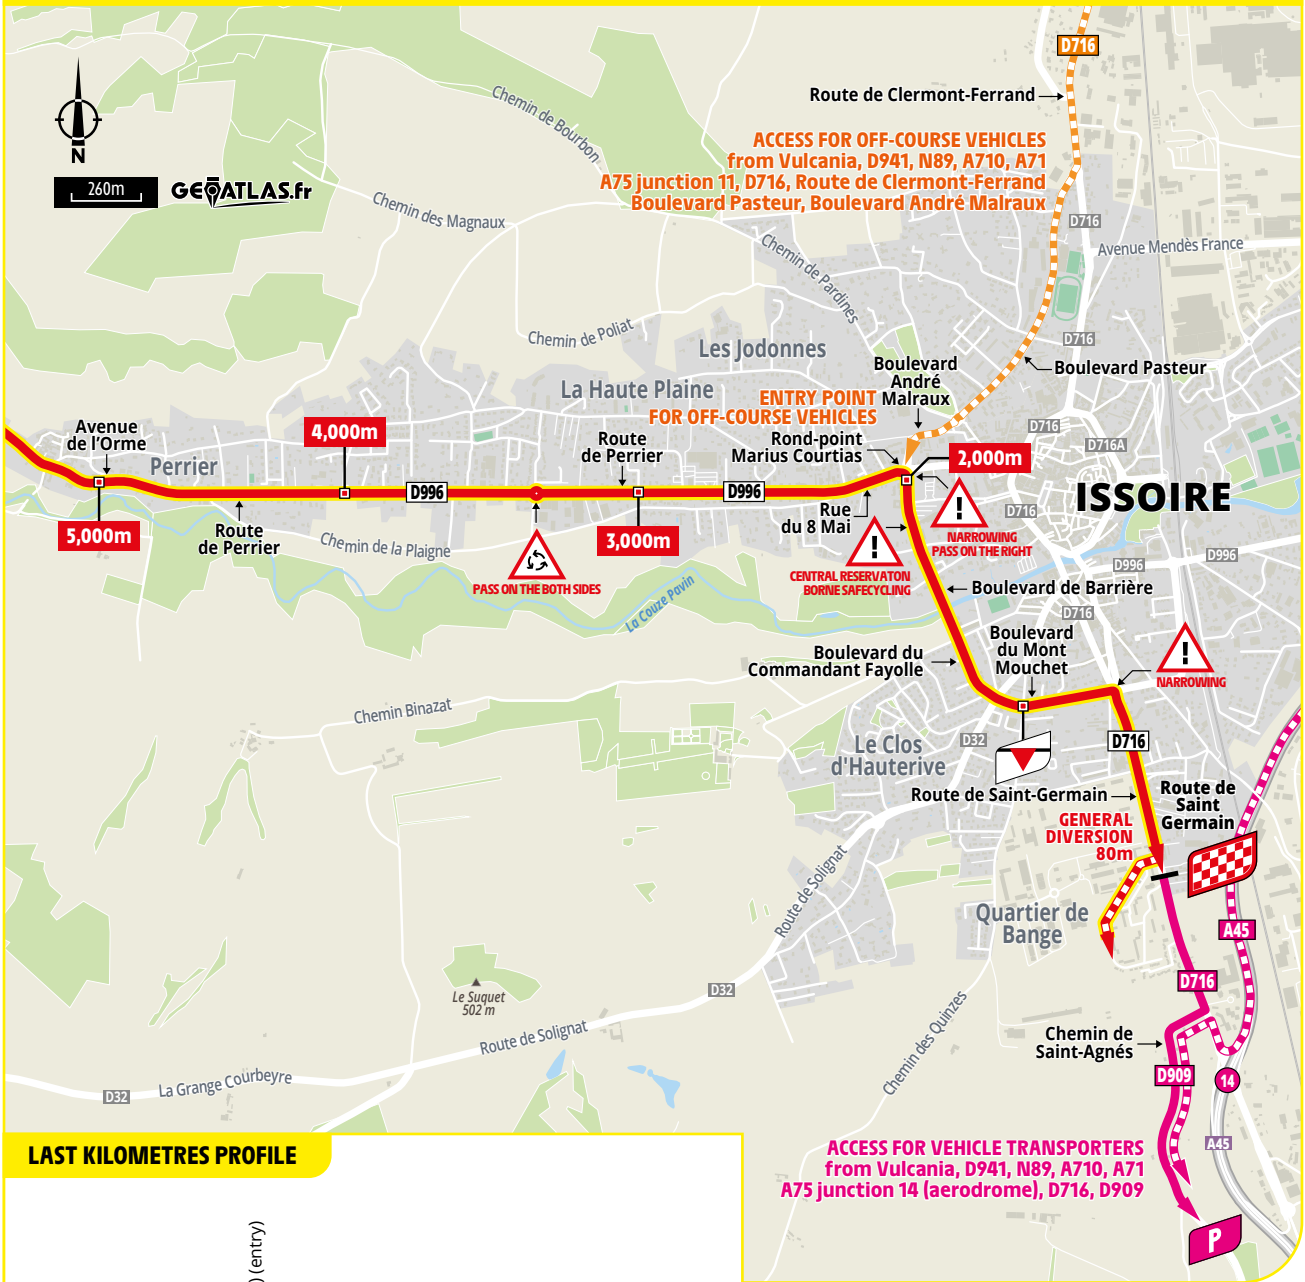 D716
Route de Clermont-Ferrand
ACCESS FOR OFF-COURSE VEHICLES
from Vulcania, D941, N89, A710, A71
A75 junction 11, D716, Route de Clermont-Ferrand
Boulevard Pasteur, Boulevard André Malraux
N
260m
GEOATLAS.fr
Chemin de Bourbon
Chemin des Magnaux
D716
Avenue Mendès France
Chemin de Pardines
Chemin de Poliat
Les Jodonnes
D716
Boulevard
André
Malraux
Boulevard Pasteur
La Haute Plaine
ENTRY POINT
FOR OFF-COURSE VEHICLES
Avenue
de l'Orme
4,000m
Route
de Perrier
Rond-point
Marius Courtias
D716
D716A
2,000m
Perrier
D996
D996
ISSOIRE
5,000m
Route
de Perrier
Chemin de la Plaigne
3,000m
Rue
du 8 Mai
D716
NARROWING
PASS ON THE RIGHT
PASS ON THE BOTH SIDES
CENTRAL RESERVATON
BORNE SAFECYCLING
D996
D996
La Couze Pavin
Boulevard de Barrière
D716
Boulevard
du Mont
Mouchet
Boulevard du
Commandant Fayolle
NARROWING
Chemin Binazat
D32
D716
Le Clos
d'Hauterive
Route de Saint-Germain
Route de
Saint
Germain
GENERAL
DIVERSION
80m
Route de Solignat
Quartier de
Bange
A45
D716
Le Suquet
502 m
D32
Route de Solignat
Chemin des Quinzes
Chemin de
Saint-Agnés
D909
14
La Grange Courbeyre
D32
A45
ACCESS FOR VEHICLE TRANSPORTERS
from Vulcania, D941, N89, A710, A71
A75 junction 14 (aerodrome), D716, D909
P
LAST KILOMETRES PROFILE
) (entry)